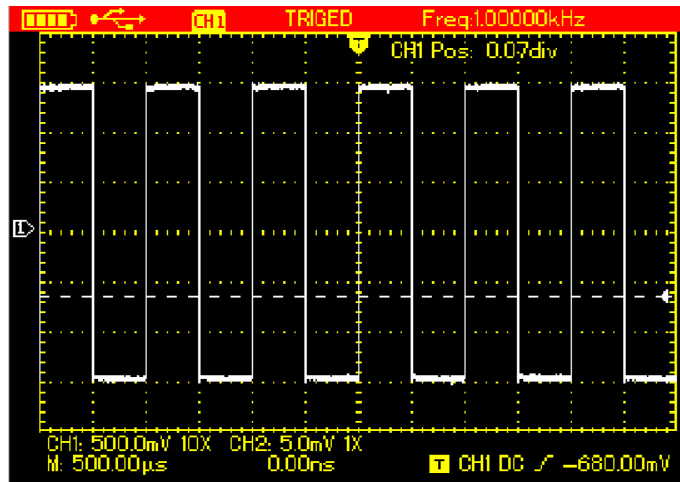 CH1 TRIGED Freq:1.00000kHz
T
CH1 Pos: 0.07div
1
CH1: 500.0mV 10X CH2: 5.0mV 1X
M: 500.00µs 0.00ns T CH1 DC −680.00mV